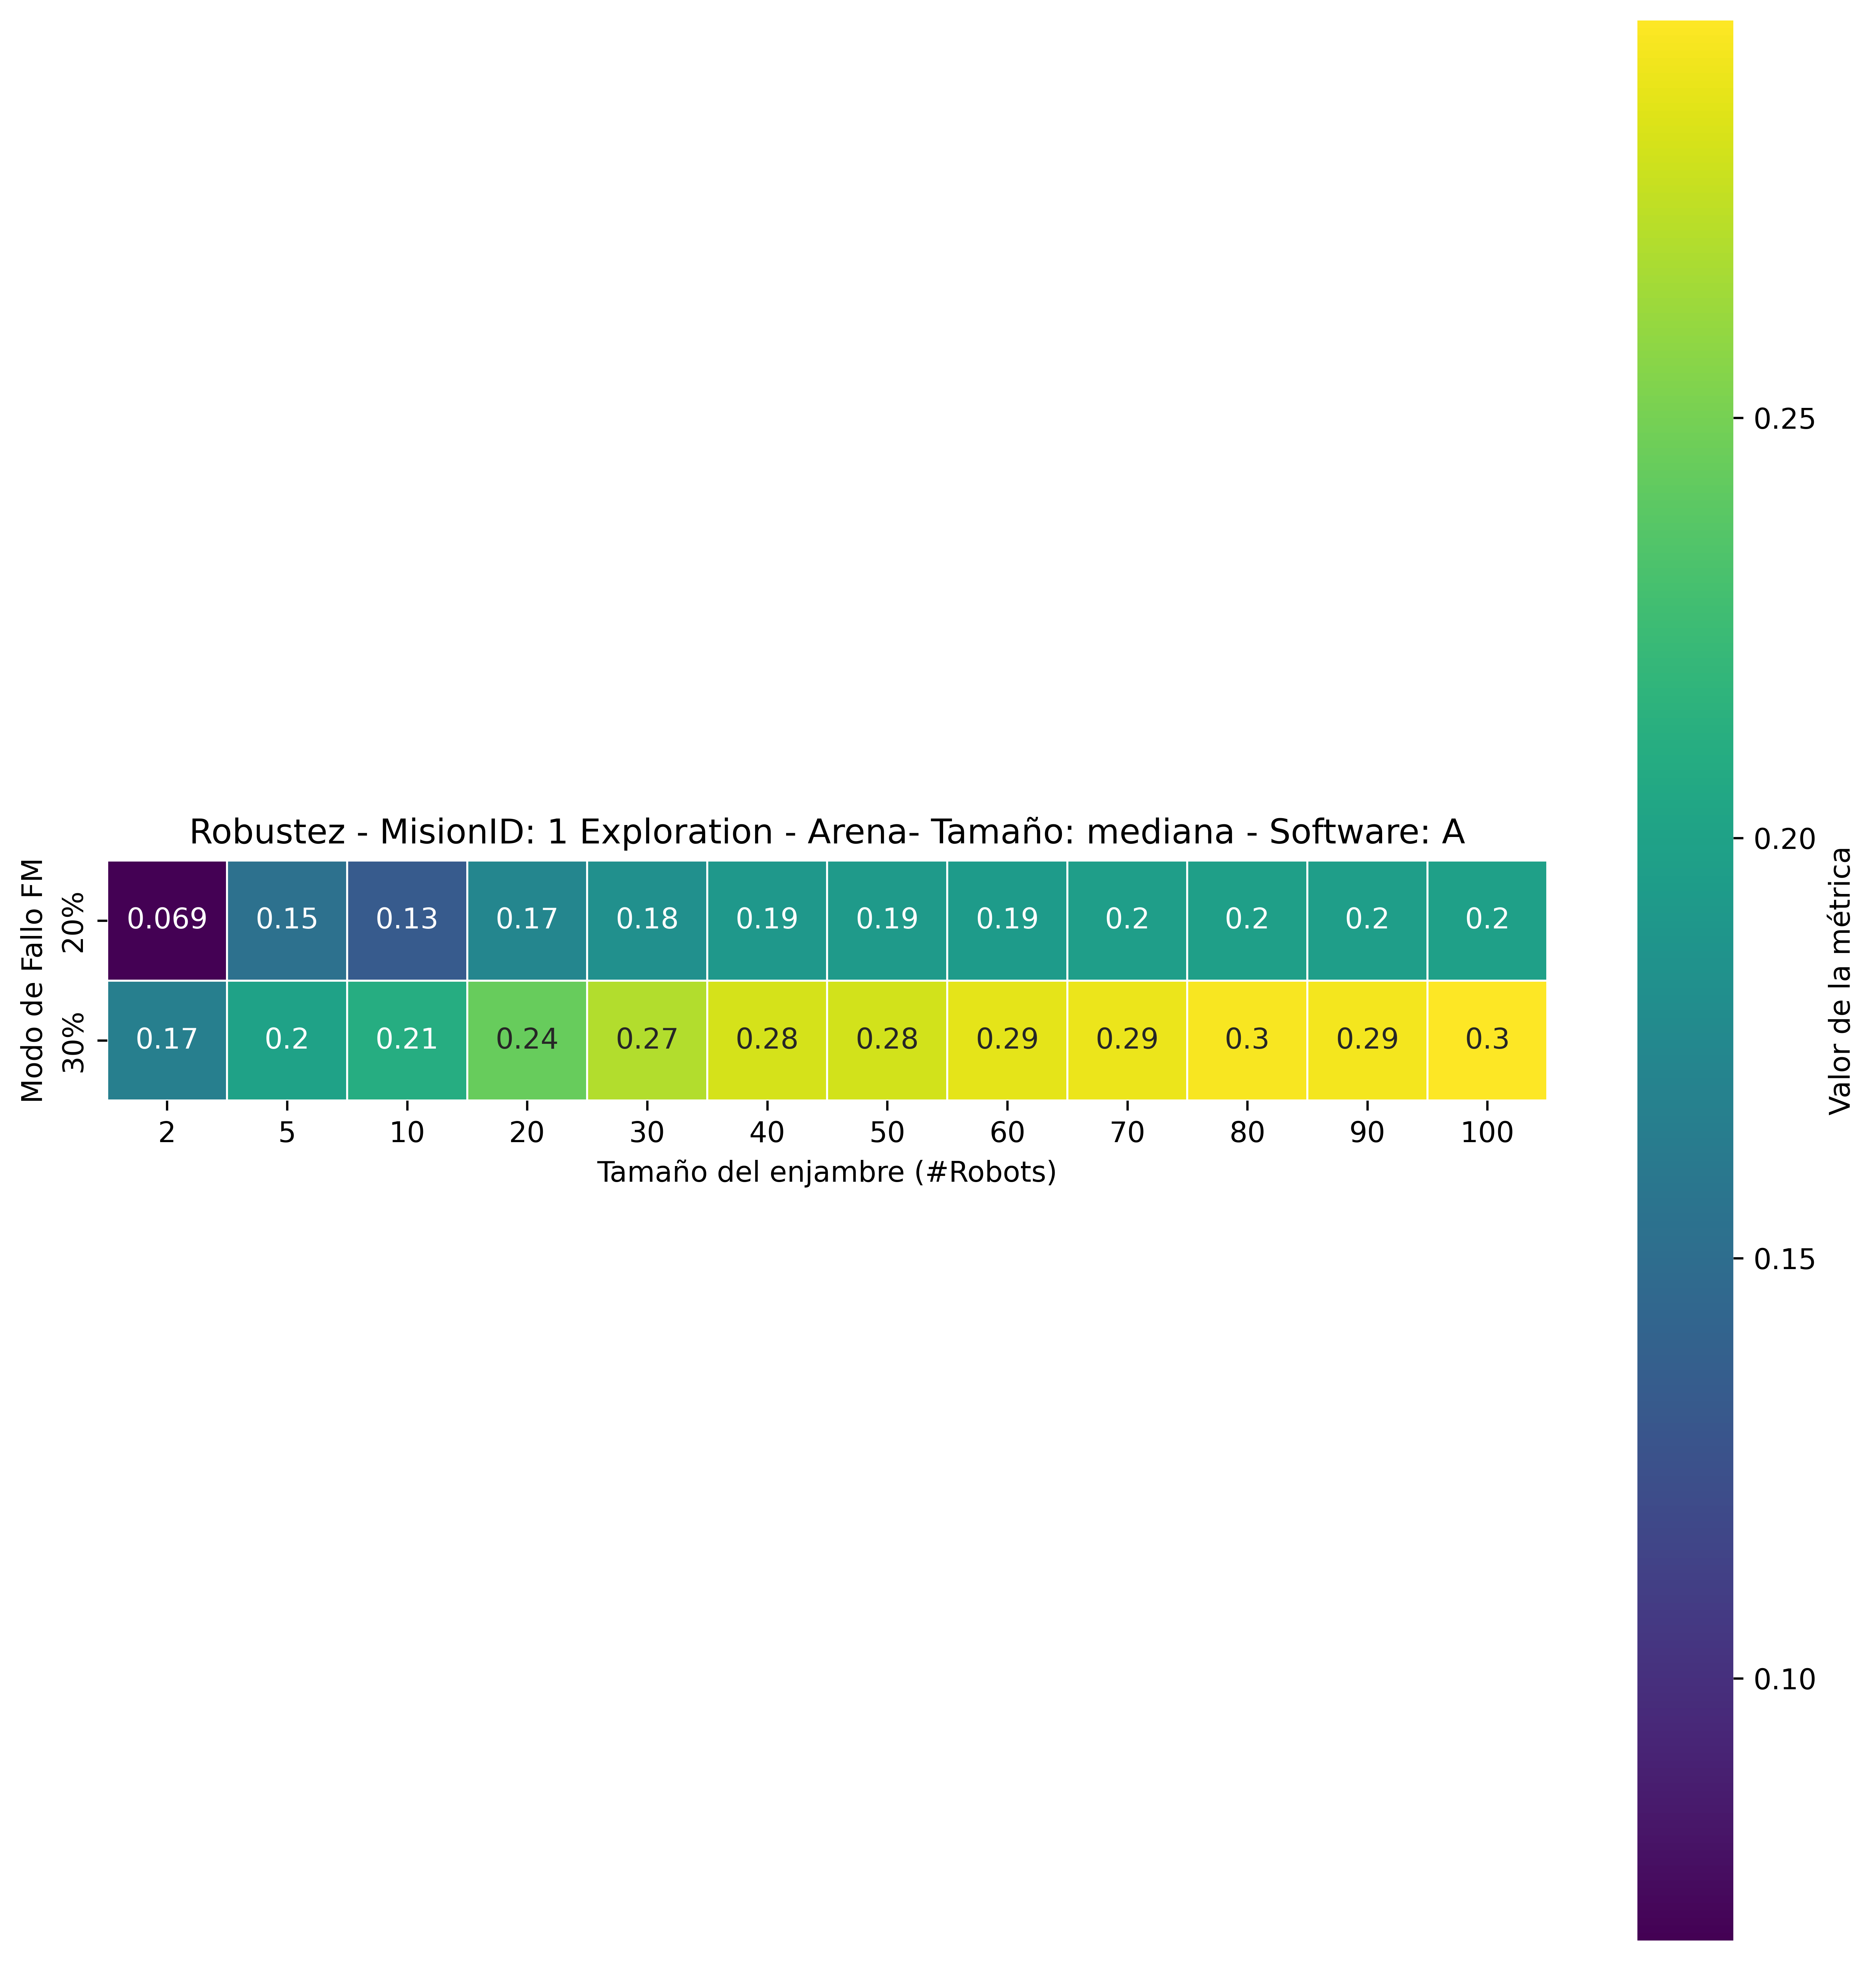 Robustez - MisionID: 1 Exploration - Arena- Tamaño: mediana - Software: A
Modo de Fallo FM
20%
0.069 0.15 0.13 0.17 0.18 0.19 0.19 0.19 0.2 0.2 0.2 0.2
30%
0.17 0.2 0.21 0.24 0.27 0.28 0.28 0.29 0.29 0.3 0.29 0.3
2 5 10 20 30 40 50 60 70 80 90 100
Tamaño del enjambre (#Robots)
0.25
0.20
0.15
0.10
Valor de la métrica